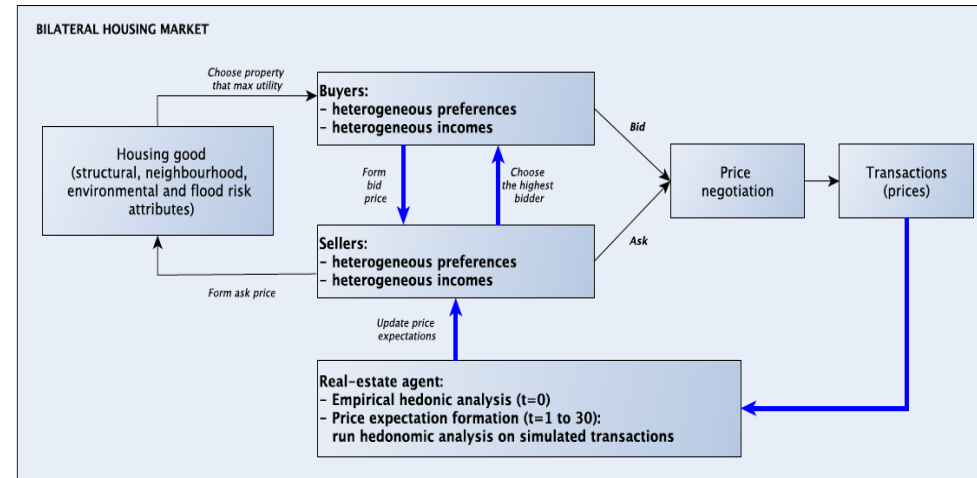 BILATERAL HOUSING MARKET
Choose property
that max utility
Buyers:
- heterogeneous preferences
- heterogeneous incomes
Housing good
(structural, neighbourhood,
environmental and flood risk
attributes)
Form
bid
price
Choose
the highest
bidder
Bid
Price
negotiation
Transactions
(prices)
Ask
Sellers:
- heterogeneous preferences
- heterogeneous incomes
Form ask price
Update price
expectations
Real-estate agent:
- Empirical hedonic analysis (t=0)
- Price expectation formation (t=1 to 30):
run hedonomic analysis on simulated transactions